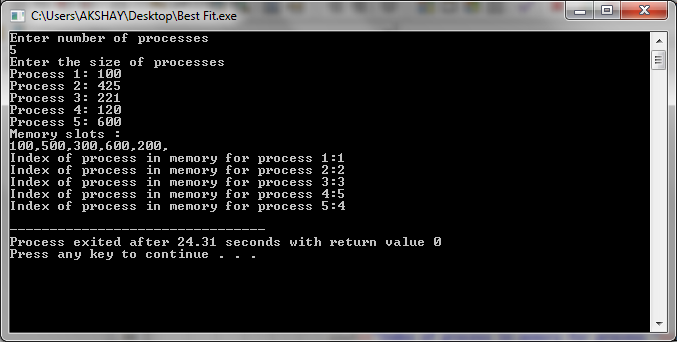 C:\Users\AKSHAY\Desktop\Best Fit.exe
Enter number of processes
5
Enter the size of processes
Process 1: 100
Process 2: 425
Process 3: 221
Process 4: 120
Process 5: 600
Memory slots :
100,500,300,600,200,
Index of process in memory for process 1:1
Index of process in memory for process 2:2
Index of process in memory for process 3:3
Index of process in memory for process 4:5
Index of process in memory for process 5:4
--------------------------------
Process exited after 24.31 seconds with return value 0
Press any key to continue . . .